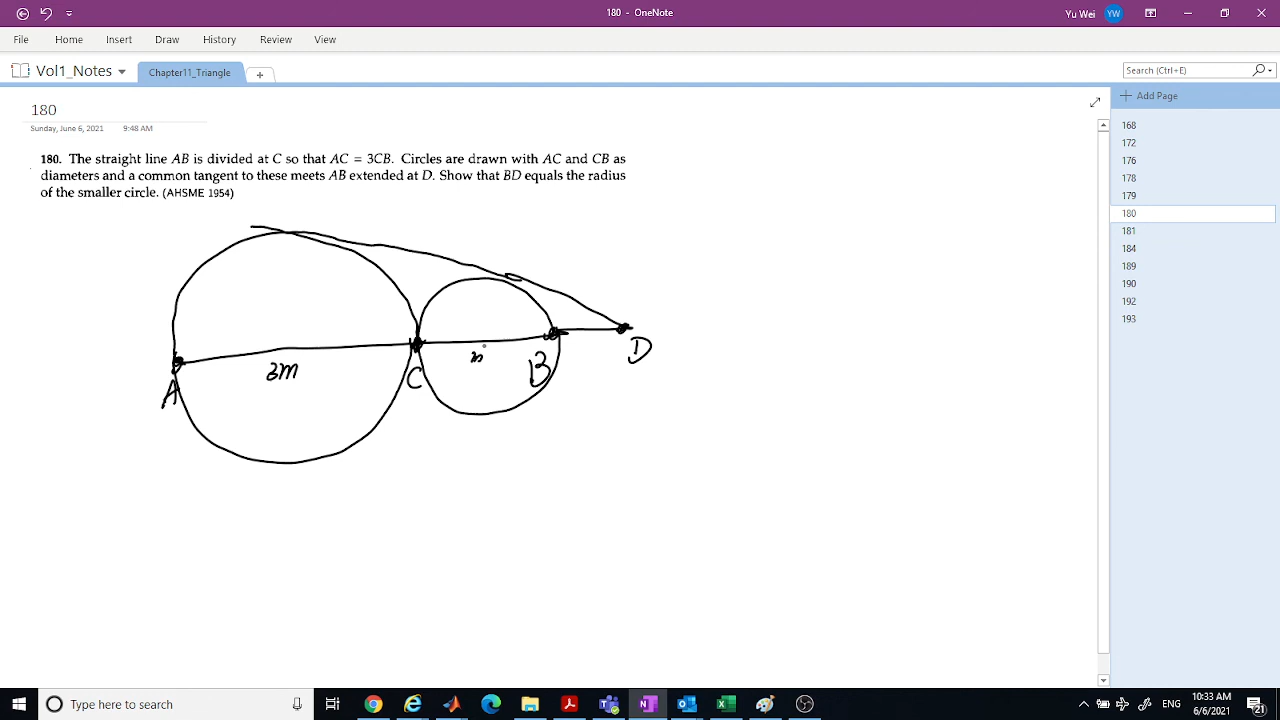 180 - OneNote
Yu Wei
YW
File Home Insert Draw History Review View
Vol1_Notes
Chapter11_Triangle
+
Search (Ctrl+E)
Add Page
180
Sunday, June 6, 2021 9:48 AM
180. The straight line AB is divided at C so that AC = 3CB. Circles are drawn with AC and CB as
diameters and a common tangent to these meets AB extended at D. Show that BD equals the radius
of the smaller circle. (AHSME 1954)
A
3m
C
m
B
D
168
172
176
178
179
180
181
184
189
190
192
193
Type here to search
ENG
10:33 AM
6/6/2021
21